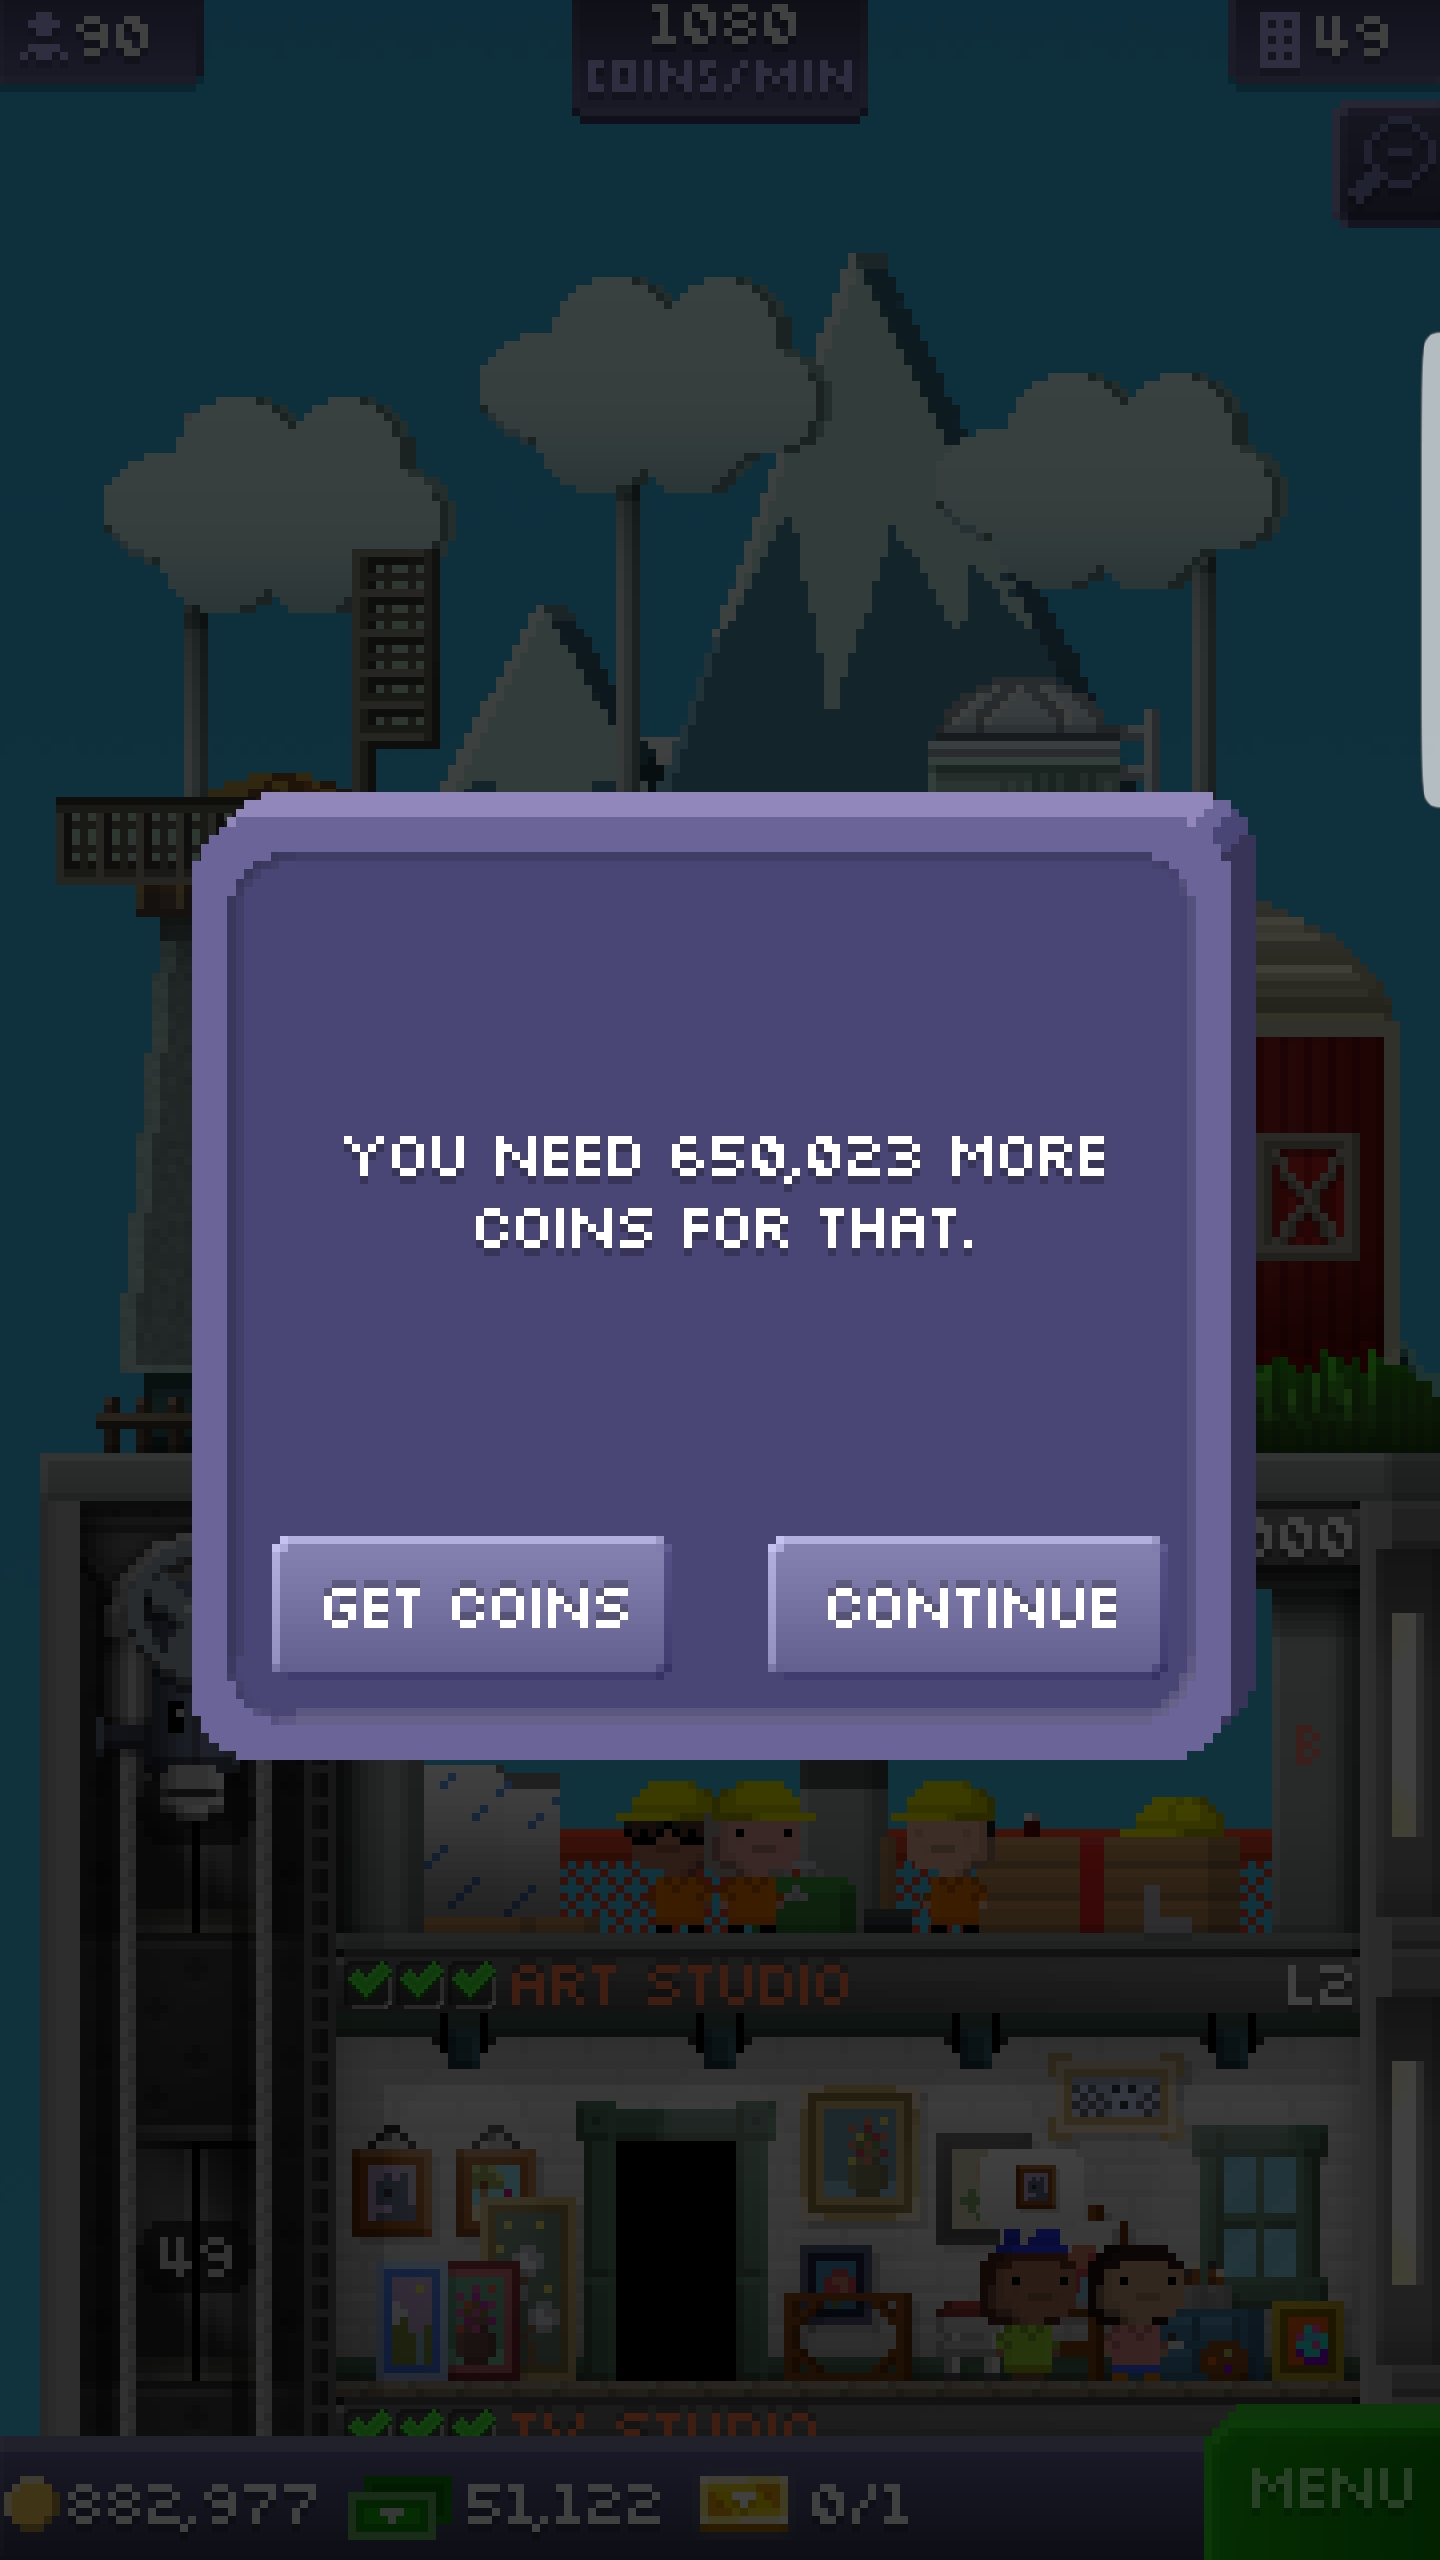 90
1080
COINS/MIN
49
YOU NEED 650,023 MORE
COINS FOR THAT.
GET COINS
CONTINUE
000
B
ART STUDIO
L2
49
TV STUDIO
882,977
51,122
0/1
MENU